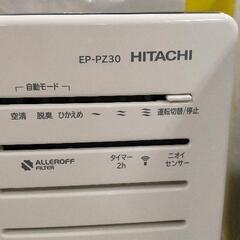 EP-PZ30 HITACHI
自動モード
空清 脱臭 ひかえめ 運転切替/停止
ALLEROFF FILTER タイマー 2h ニオイ センサー